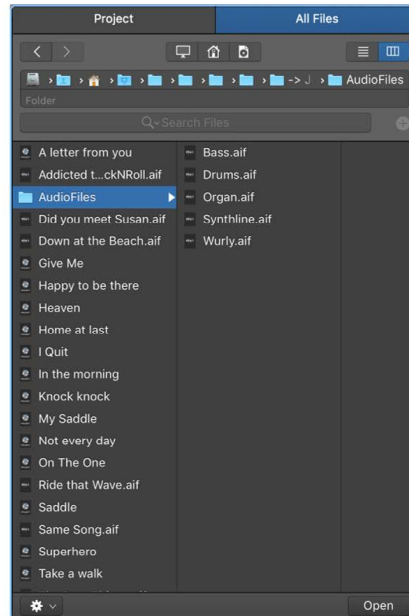 Project
All Files
-> J
AudioFiles
Folder
Search Files
A letter from you
Addicted t...ckNRoll.aif
AudioFiles
Did you meet Susan.aif
Down at the Beach.aif
Give Me
Happy to be there
Heaven
Home at last
I Quit
In the morning
Knock knock
My Saddle
Not every day
On The One
Ride that Wave.aif
Saddle
Same Song.aif
Superhero
Take a walk
Bass.aif
Drums.aif
Organ.aif
Synthline.aif
Wurly.aif
Open